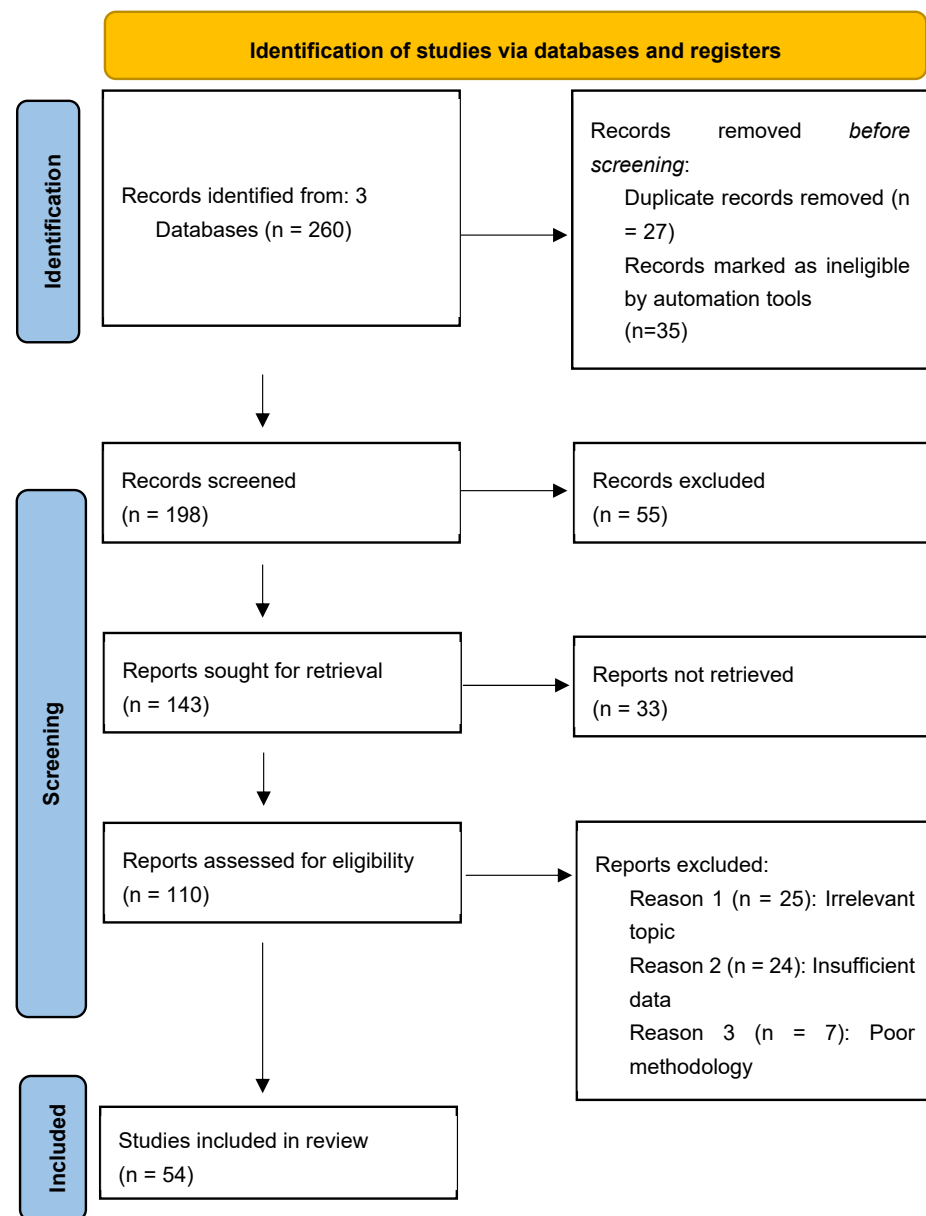 Identification of studies via databases and registers
Identification
Records identified from: 3
Databases (n = 260)
Records removed before
screening:
Duplicate records removed (n
= 27)
Records marked as ineligible
by automation tools
(n=35)
Screening
Records screened
(n = 198)
Records excluded
(n = 55)
Reports sought for retrieval
(n = 143)
Reports not retrieved
(n = 33)
Reports assessed for eligibility
(n = 110)
Reports excluded:
Reason 1 (n = 25): Irrelevant
topic
Reason 2 (n = 24): Insufficient
data
Reason 3 (n = 7): Poor
methodology
Included
Studies included in review
(n = 54)